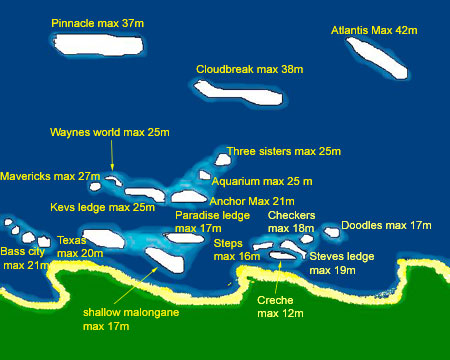 Pinnacle max 37m
Atlantis Max 42m
Cloudbreak max 38m
Waynes world max 25m
Three sisters max 25m
Mavericks max 27m
Aquarium max 25 m
Kevs ledge max 25m
Anchor Max 21m
Paradise ledge
max 17m
Checkers
max 18m
Doodles max 17m
Bass city
max 21m
Texas
max 20m
Steps
max 16m
Steves ledge
max 19m
shallow malongane
max 17m
Creche
max 12m